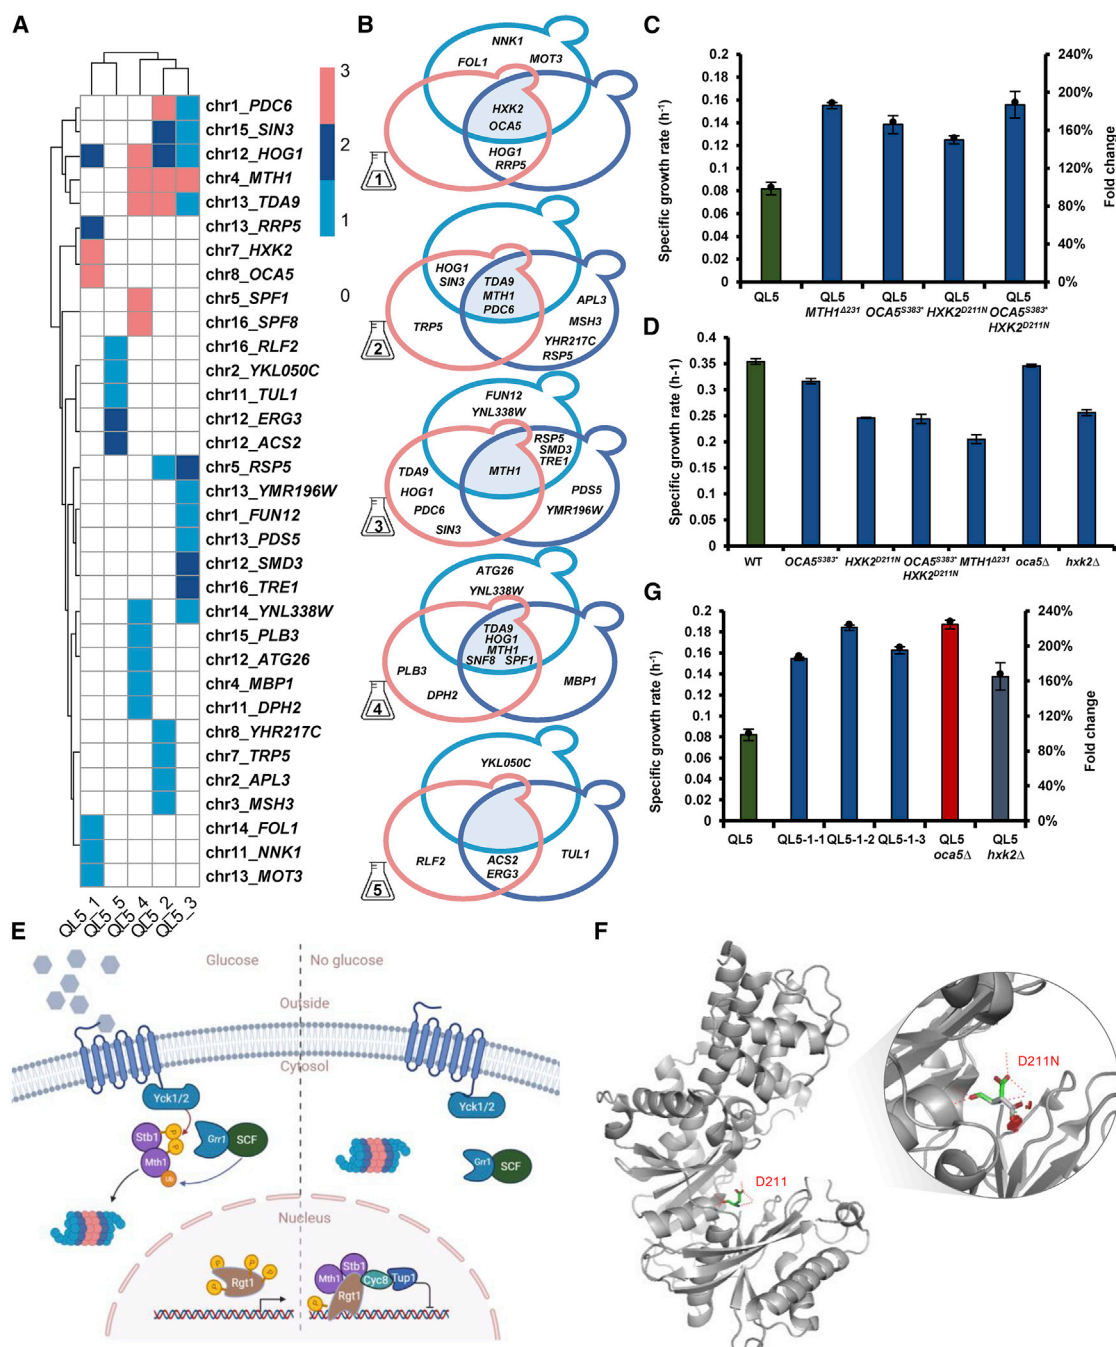 A
3
2
1
0
chr1_PDC6
chr15_SIN3
chr12_HOG1
chr4_MTH1
chr13_TDA9
chr13_RRP5
chr7_HXK2
chr8_OCA5
chr5_SPF1
chr16_SPF8
chr16_RLF2
chr2_YKL050C
chr11_TUL1
chr12_ERG3
chr12_ACS2
chr5_RSP5
chr13_YMR196W
chr1_FUN12
chr13_PDS5
chr12_SMD3
chr16_TRE1
chr14_YNL338W
chr15_PLB3
chr12_ATG26
chr4_MBP1
chr11_DPH2
chr8_YHR217C
chr7_TRP5
chr2_APL3
chr3_MSH3
chr14_FOL1
chr11_NNK1
chr13_MOT3
QL5_1
QL5_5
QL5_4
QL5_2
QL5_3
B
NNK1
FOL1
MOT3
HXK2
OCA5
HOG1
RRP5
1
HOG1
SIN3
TDA9
MTH1
PDC6
TRP5
APL3
MSH3
YHR217C
RSP5
2
FUN12
YNL338W
RSP5
SMD3
TRE1
MTH1
TDA9
HOG1
PDC6
SIN3
PDS5
YMR196W
3
ATG26
YNL338W
TDA9
HOG1
MTH1
SNF8 SPF1
PLB3
DPH2
MBP1
4
YKL050C
RLF2
ACS2
ERG3
TUL1
5
C
Specific growth rate (h-1)
0.2
0.18
0.16
0.14
0.12
0.1
0.08
0.06
0.04
0.02
0
240%
200%
160%
120%
80%
40%
0%
Fold change
QL5
QL5 MTH1Δ231
QL5 OCA5S383*
QL5 HXK2D211N
QL5 OCA5S383* HXK2D211N
D
Specific growth rate (h-1)
0.35
0.4
0.3
0.25
0.2
0.15
0.1
0.05
0
WT
OCA5S383*
HXK2D211N
OCA5S383* HXK2D211N
MTH1Δ231
oca5Δ
hxk2Δ
G
Specific growth rate (h-1)
0.2
0.18
0.16
0.14
0.12
0.1
0.08
0.06
0.04
0.02
0
240%
200%
160%
120%
80%
40%
0%
Fold change
QL5
QL5-1-1
QL5-1-2
QL5-1-3
QL5 oca5Δ
QL5 hxk2Δ
E
Glucose
No glucose
Outside
Cytosol
Yck1/2
Yck1/2
Stb1
P
P
Mth1
Ub
Grr1
SCF
Grr1
SCF
Nucleus
P
P
P
P
Rgt1
Stb1
Mth1
Cyc8
Tup1
P
Rgt1
F
D211
D211N